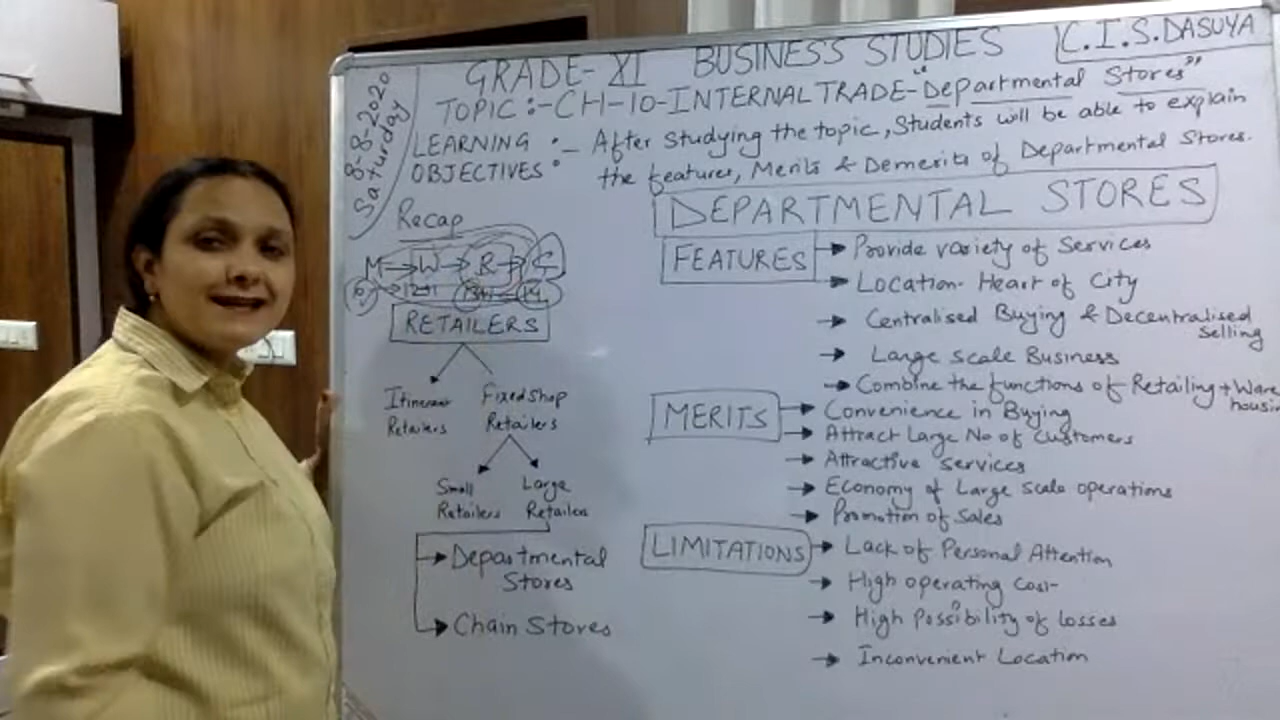 8-8-2020
Saturday
GRADE- XI BUSINESS STUDIES
C.I.S. DASUYA
TOPIC :- CH-10-INTERNAL TRADE-"Departmental Stores"
LEARNING OBJECTIVES :- After studying the topic, Students will be able to explain
the features, Merits & Demerits of Departmental Stores.
Recap
M → W → R → C
RETAILERS
Itinerant Retailers
Fixed Shop Retailers
Small Retailers
Large Retailers
Departmental Stores
Chain Stores
DEPARTMENTAL STORES
FEATURES
Provide variety of Services
Location- Heart of City
Centralised Buying & Decentralised Selling
Large Scale Business
Combine the functions of Retailing + Ware housin
MERITS
Convenience in Buying
Attract Large No of Customers
Attractive services
Economy of Large scale operations
Promotion of Sales
LIMITATIONS
Lack of Personal Attention
High operating Cost
High Possibility of losses
Inconvenient Location